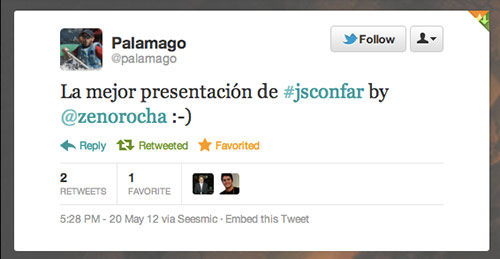 Palamago
@palamago
Follow
La mejor presentación de #jsconfar by
@zenorocha :-)
Reply Retweeted Favorited
2 1
RETWEETS FAVORITE
5:28 PM - 20 May 12 via Seesmic · Embed this Tweet